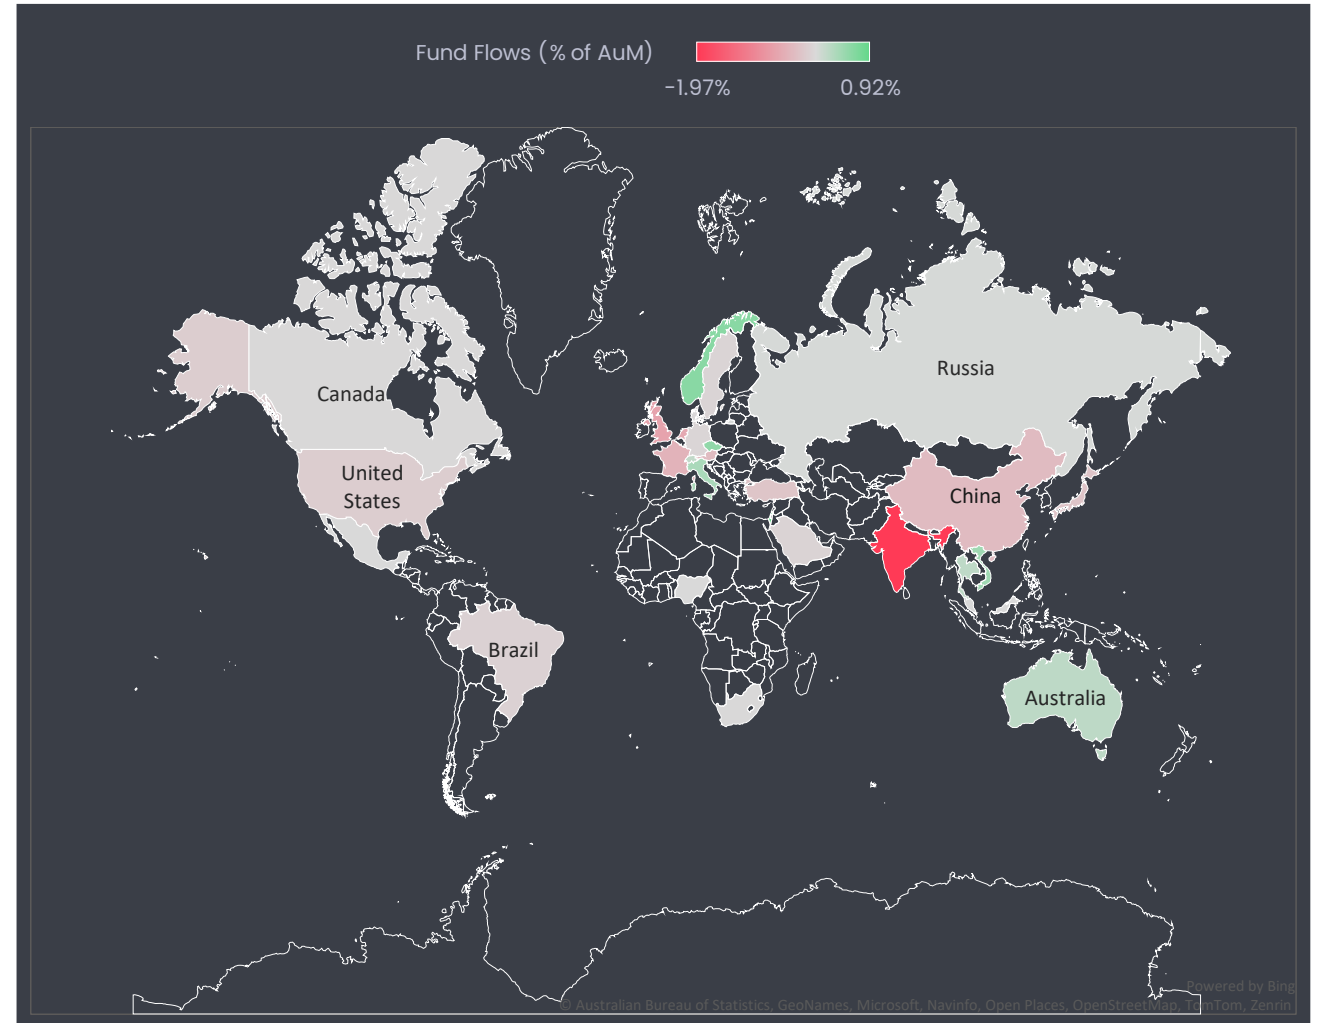 Fund Flows (% of AuM)
-1.97%
0.92%
Canada
Russia
United
States
China
Brazil
Australia
Powered by Bing
© Australian Bureau of Statistics, GeoNames, Microsoft, Navinfo, Open Places, OpenStreetMap, TomTom, Zenrin